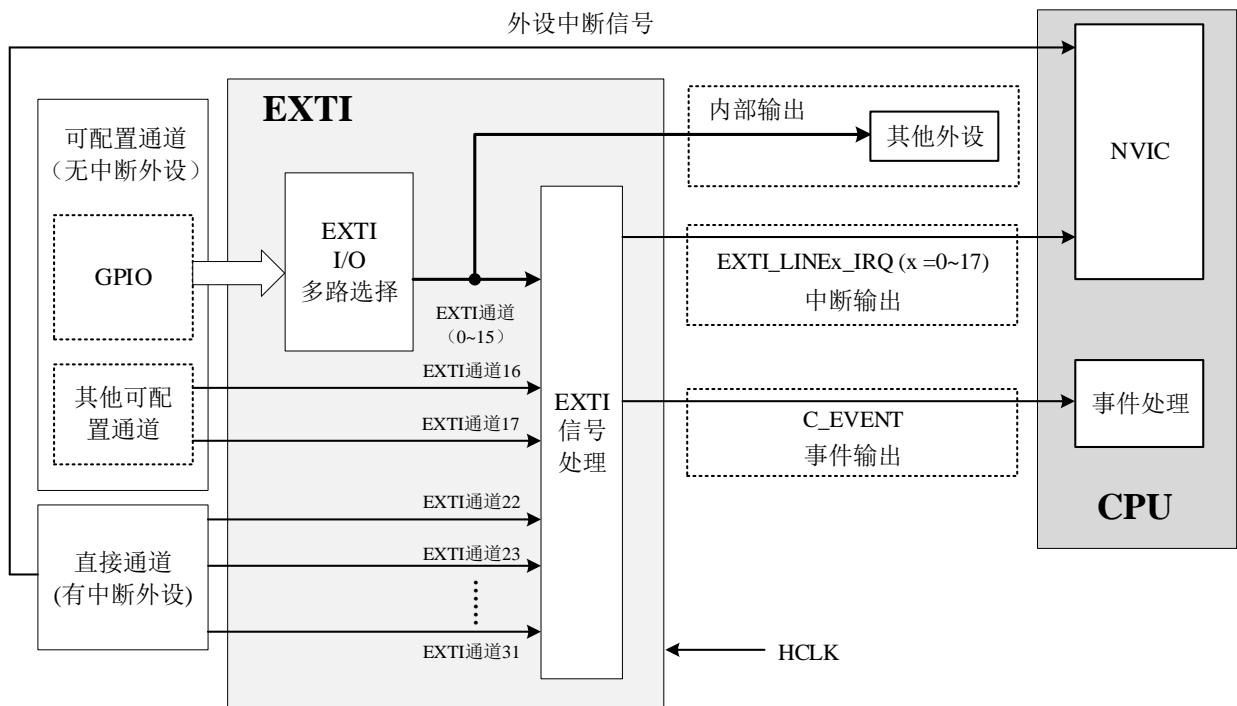 外设中断信号
EXTI
可配置通道
（无中断外设）
GPIO
其他可配
置通道
直接通道
(有中断外设)
EXTI
I/O
多路选择
EXTI通道
（0~15）
EXTI通道16
EXTI通道17
EXTI通道22
EXTI通道23
EXTI通道31
EXTI
信号
处理
内部输出
其他外设
EXTI_LINEx_IRQ (x =0~17)
中断输出
C_EVENT
事件输出
HCLK
NVIC
事件处理
CPU